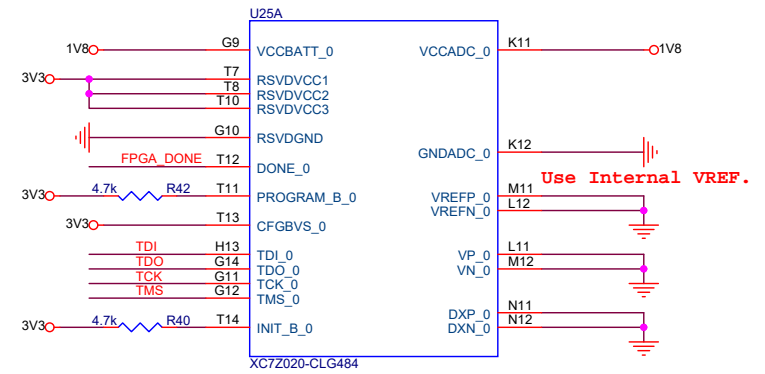 U25A
1V8 G9 VCCBATT_0 VCCADC_0 K11 1V8
3V3 T7 RSVDVCC1
T8 RSVDVCC2
T10 RSVDVCC3
G10 RSVDGND
GNDADC_0 K12
FPGA_DONE T12 DONE_0
Use Internal VREF.
3V3 4.7k R42 T11 PROGRAM_B_0 VREFP_0 M11
VREFN_0 L12
3V3 T13 CFGBVS_0
TDI H13 TDI_0 VP_0 L11
TDO G14 TDO_0 VN_0 M12
TCK G11 TCK_0
TMS G12 TMS_0
DXP_0 N11
3V3 4.7k R40 T14 INIT_B_0 DXN_0 N12
XC7Z020-CLG484